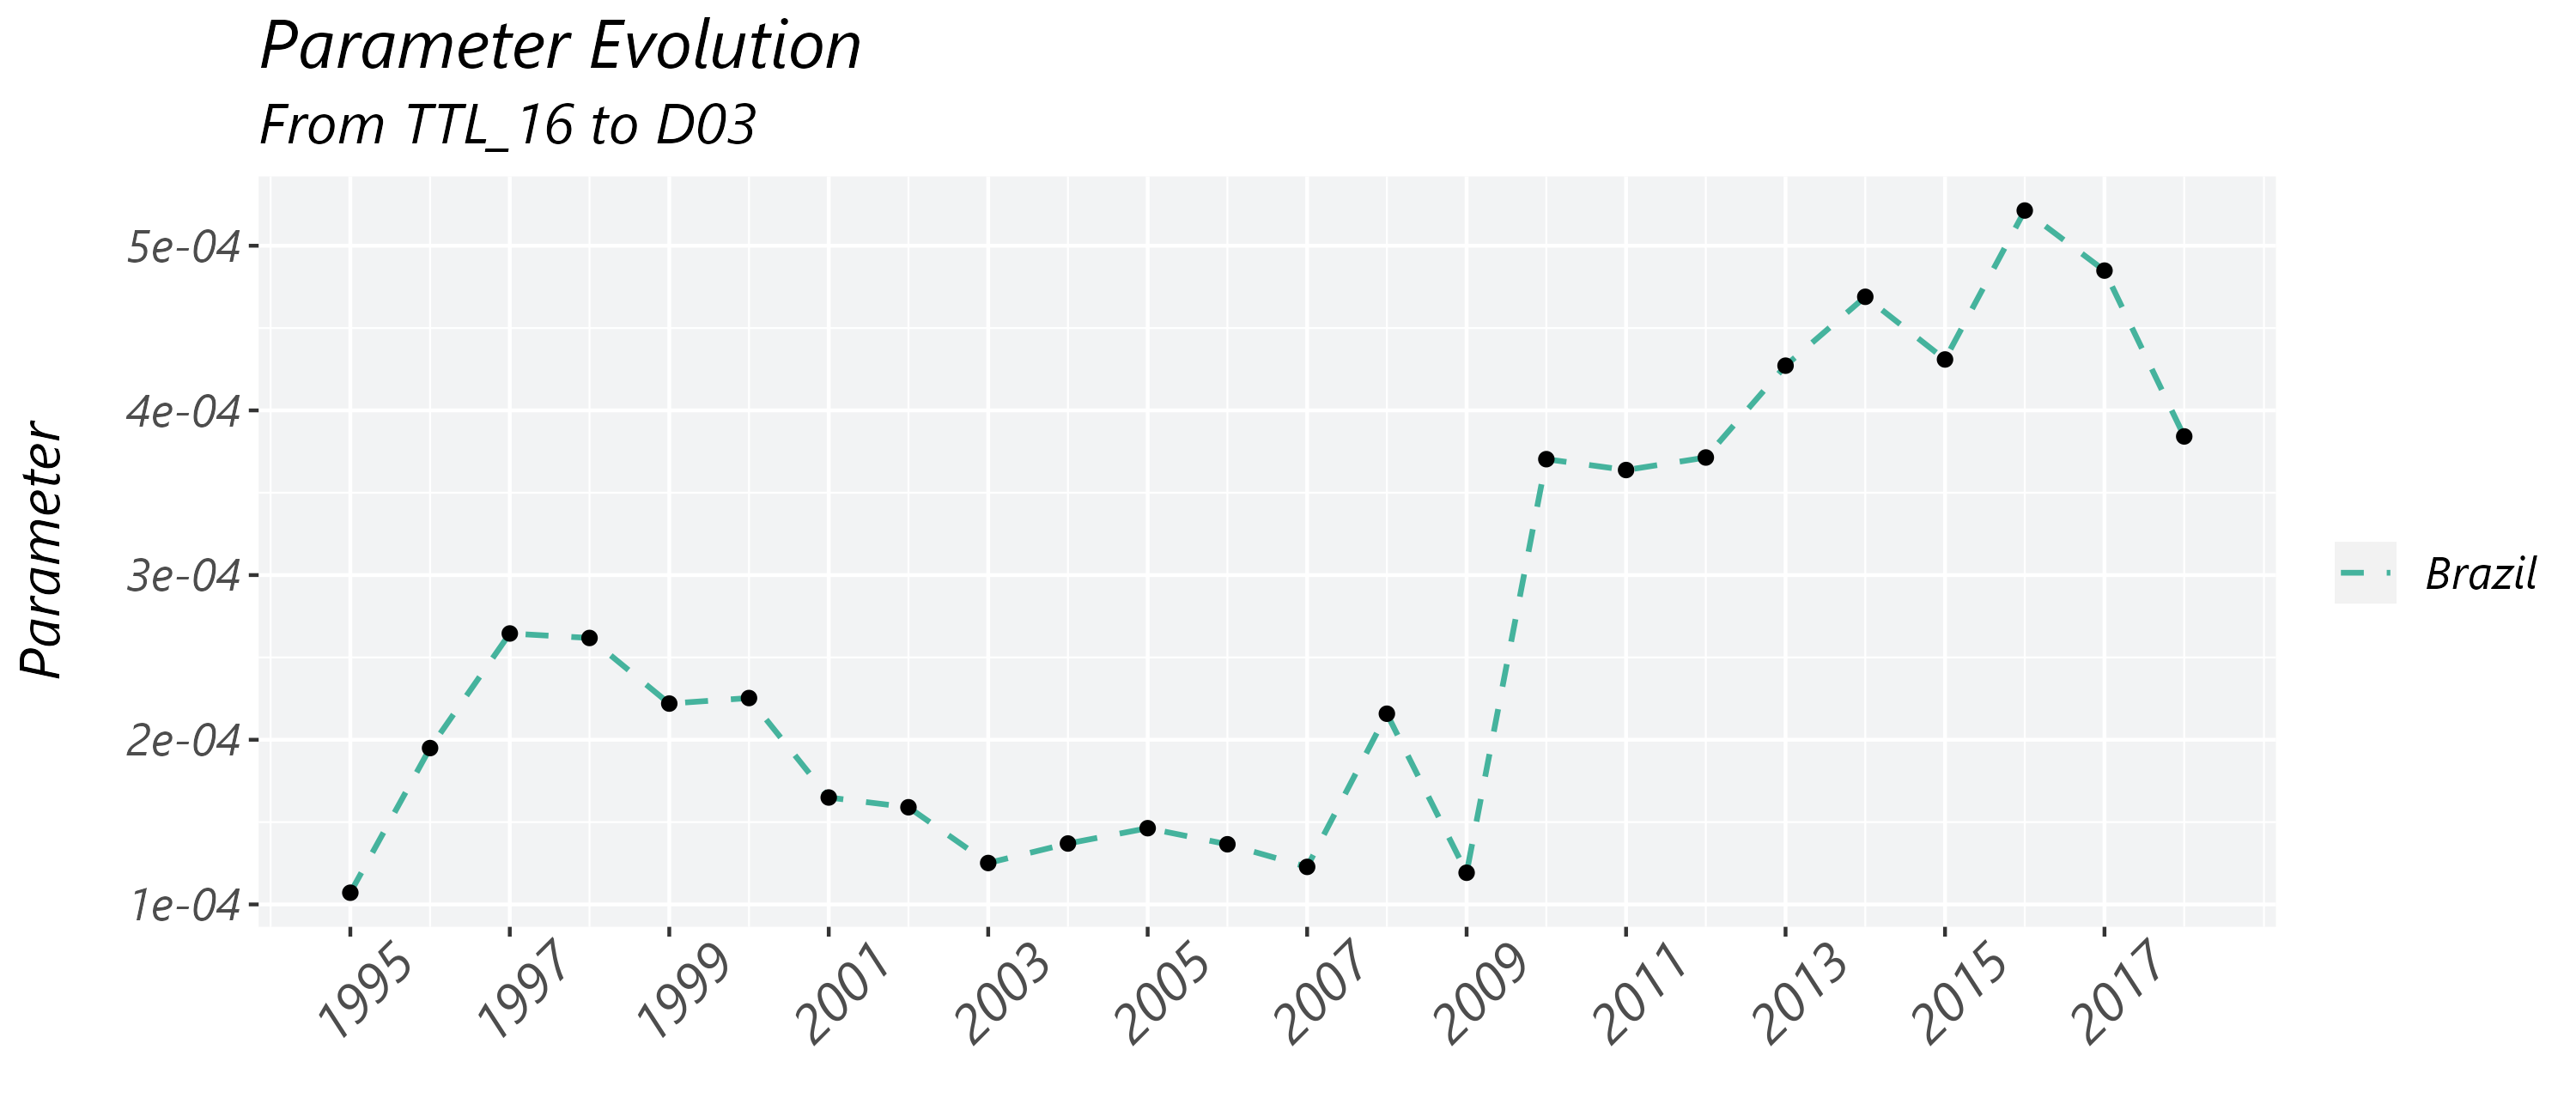 Parameter Evolution
From TTL_16 to D03
Parameter
5e-04
4e-04
3e-04
2e-04
1e-04
1995
1997
1999
2001
2003
2005
2007
2009
2011
2013
2015
2017
Brazil